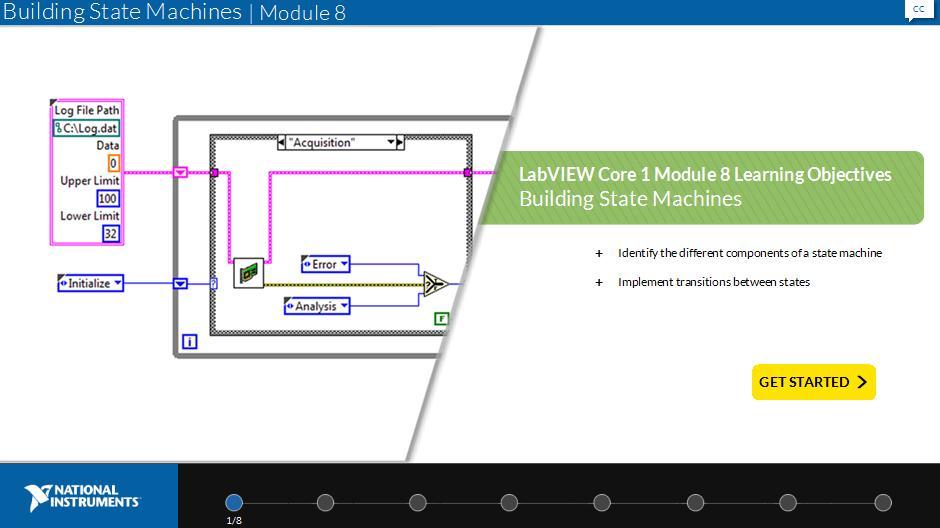 Building State Machines | Module 8
CC
Log File Path
C:\Log.dat
Data
0
Upper Limit
100
Lower Limit
32
Initialize
"Acquisition"
Error
Analysis
?
?
F
i
LabVIEW Core 1 Module 8 Learning Objectives
Building State Machines
+ Identify the different components of a state machine
+ Implement transitions between states
GET STARTED
NATIONAL
INSTRUMENTS
1/8